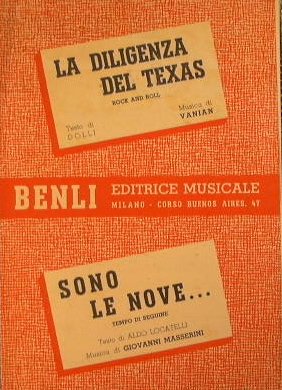 LA DILIGENZA
DEL TEXAS
ROCK AND ROLL
Testo di
DOLLI
Musica di
VANIAN
BENLI EDITRICE MUSICALE
MILANO - CORSO BUENOS AIRES, 47
SONO
LE NOVE...
TEMPO DI BEGUINE
Testo di ALDO LOCATELLI
Musica di GIOVANNI MASSERINI